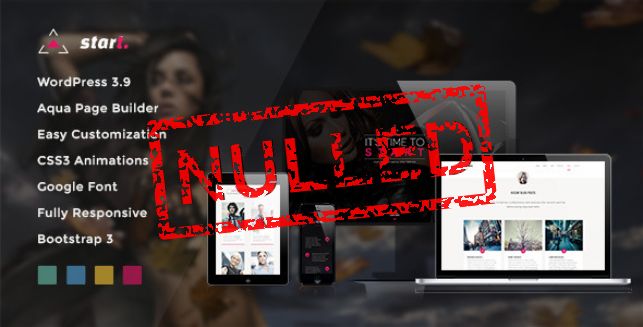 start.
WordPress 3.9
Aqua Page Builder
Easy Customization
CSS3 Animations
Google Font
Fully Responsive
Bootstrap 3
NULLED
IT'S TIME TO
START